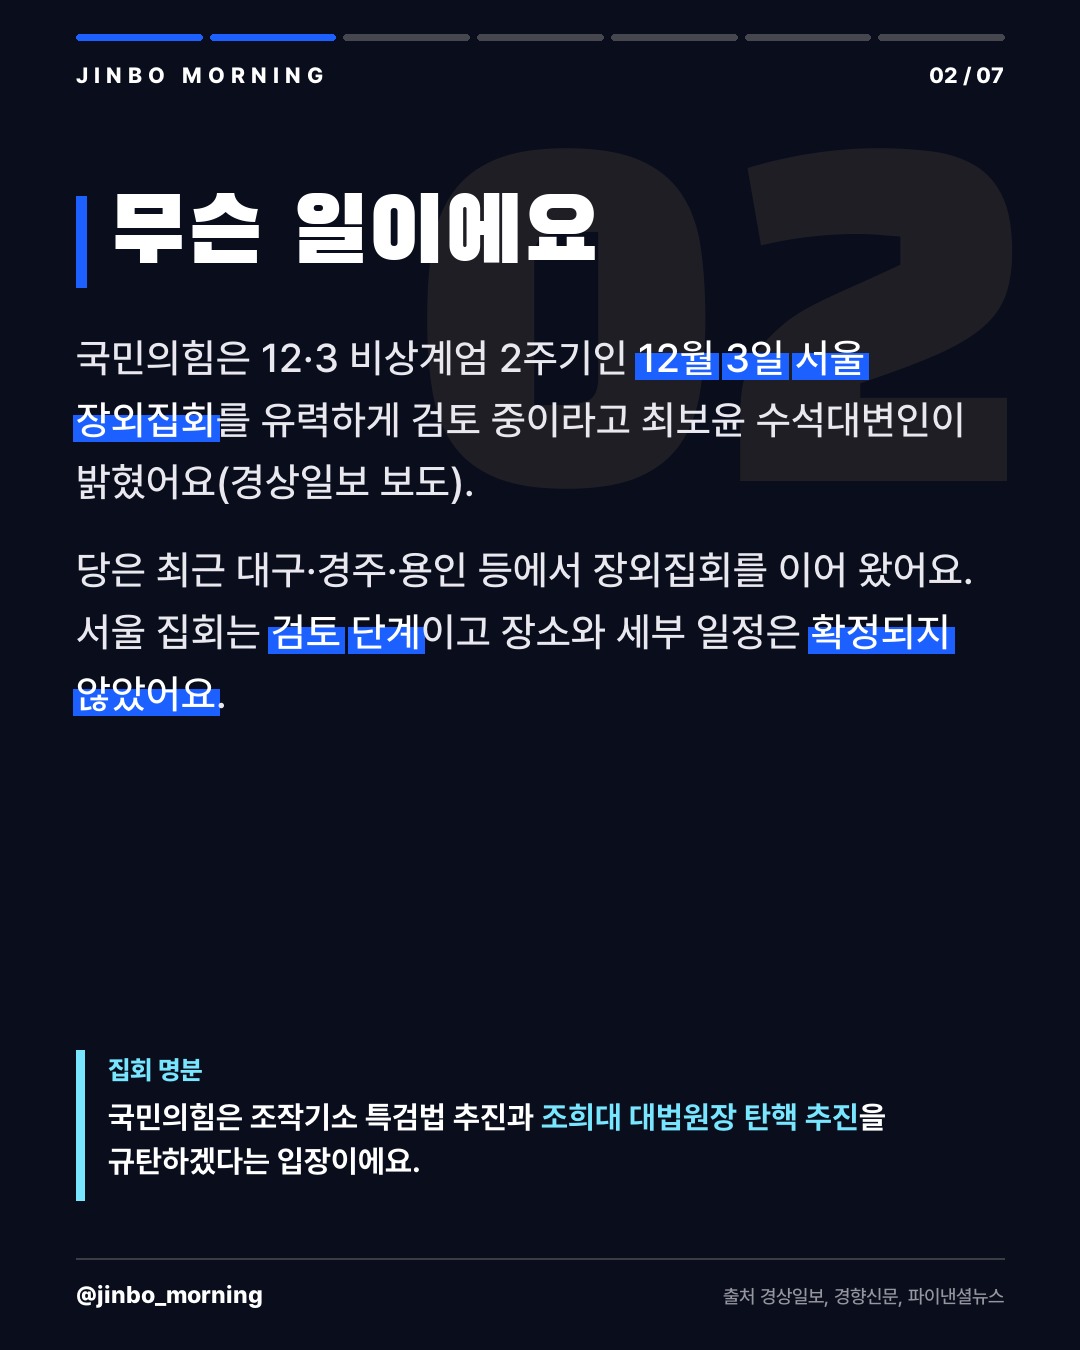 JINBO MORNING
02 / 07
02
무슨 일이에요
국민의힘은 12·3 비상계엄 2주기인 12월 3일 서울
장외집회를 유력하게 검토 중이라고 최보윤 수석대변인이
밝혔어요(경상일보 보도).
당은 최근 대구·경주·용인 등에서 장외집회를 이어 왔어요.
서울 집회는 검토 단계이고 장소와 세부 일정은 확정되지
않았어요.
집회 명분
국민의힘은 조작기소 특검법 추진과 조희대 대법원장 탄핵 추진을
규탄하겠다는 입장이에요.
@jinbo_morning
출처 경상일보, 경향신문, 파이낸셜뉴스